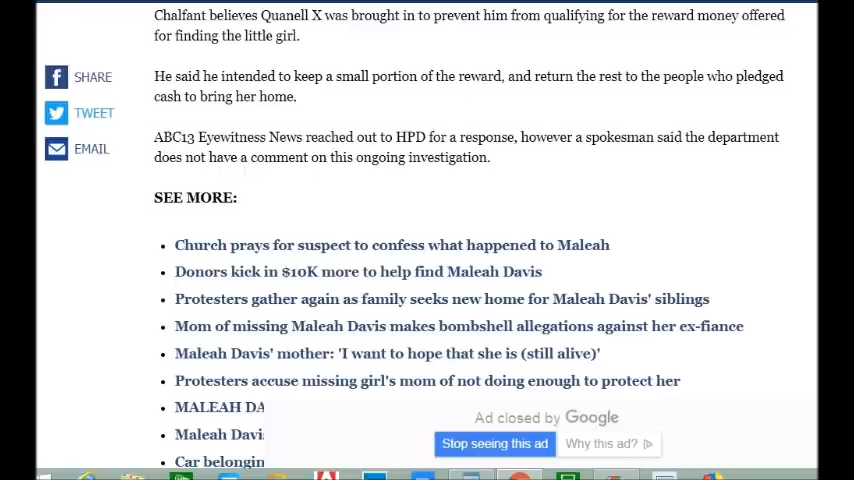 Chalfant believes Quanell X was brought in to prevent him from qualifying for the reward money offered
for finding the little girl.
SHARE
He said he intended to keep a small portion of the reward, and return the rest to the people who pledged
cash to bring her home.
TWEET
ABC13 Eyewitness News reached out to HPD for a response, however a spokesman said the department
does not have a comment on this ongoing investigation.
EMAIL
SEE MORE:
Church prays for suspect to confess what happened to Maleah
Donors kick in $10K more to help find Maleah Davis
Protesters gather again as family seeks new home for Maleah Davis' siblings
Mom of missing Maleah Davis makes bombshell allegations against her ex-fiance
Maleah Davis' mother: 'I want to hope that she is (still alive)'
Protesters accuse missing girl's mom of not doing enough to protect her
MALEAH DA
Maleah Davi
Car belongin
Ad closed by Google
Stop seeing this ad
Why this ad?